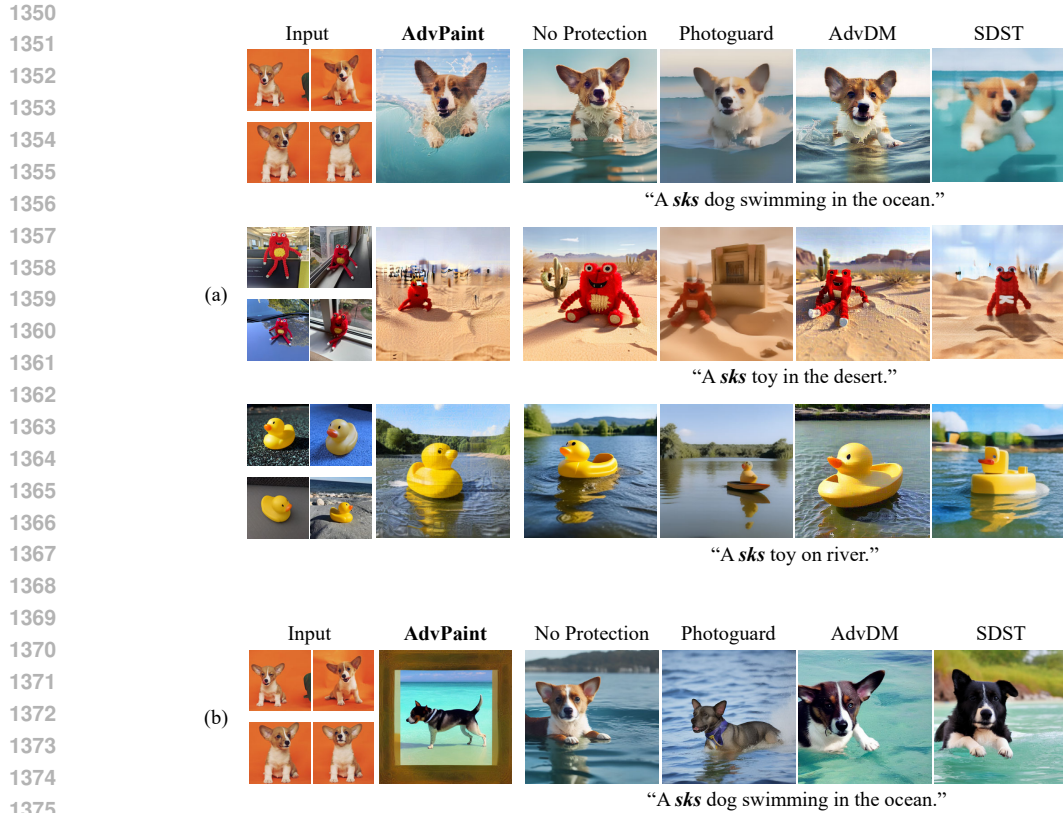 1350
1351
Input AdvPaint No Protection Photoguard AdvDM SDST
1352
1353
1354
1355
1356 “A sks dog swimming in the ocean.”
1357
1358
(a)
1359
1360
1361
1362 “A sks toy in the desert.”
1363
1364
1365
1366
1367 “A sks toy on river.”
1368
1369
1370 Input AdvPaint No Protection Photoguard AdvDM SDST
1371
1372
(b)
1373
1374
1375 “A sks dog swimming in the ocean.”